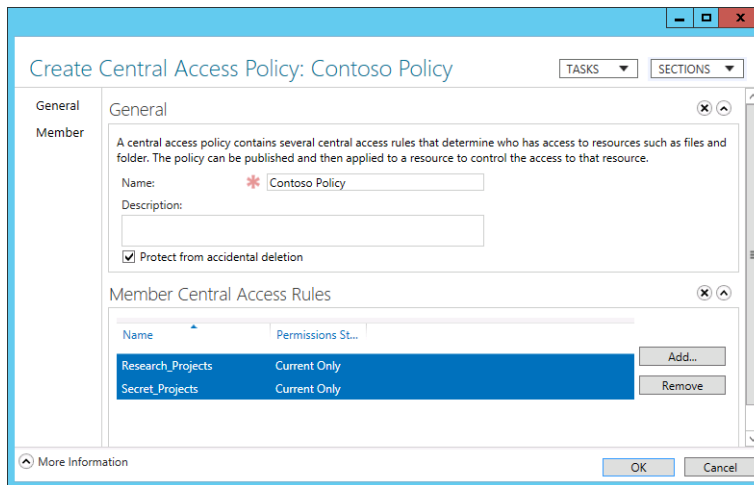 Create Central Access Policy: Contoso Policy
TASKS
SECTIONS
General
Member
General
A central access policy contains several central access rules that determine who has access to resources such as files and
folder. The policy can be published and then applied to a resource to control the access to that resource.
Name:
Contoso Policy
Description:
Protect from accidental deletion
Member Central Access Rules
Name Permissions St...
Research_Projects Current Only
Secret_Projects Current Only
Add...
Remove
More Information
OK
Cancel